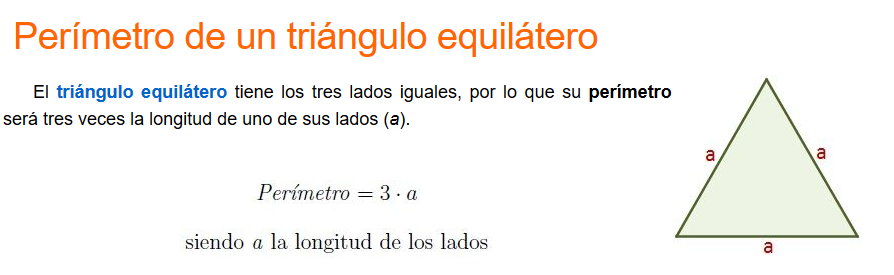 Perímetro de un triángulo equilátero
El triángulo equilátero tiene los tres lados iguales, por lo que su perímetro
será tres veces la longitud de uno de sus lados (a).
Perímetro = 3 · a
siendo a la longitud de los lados
a
a
a